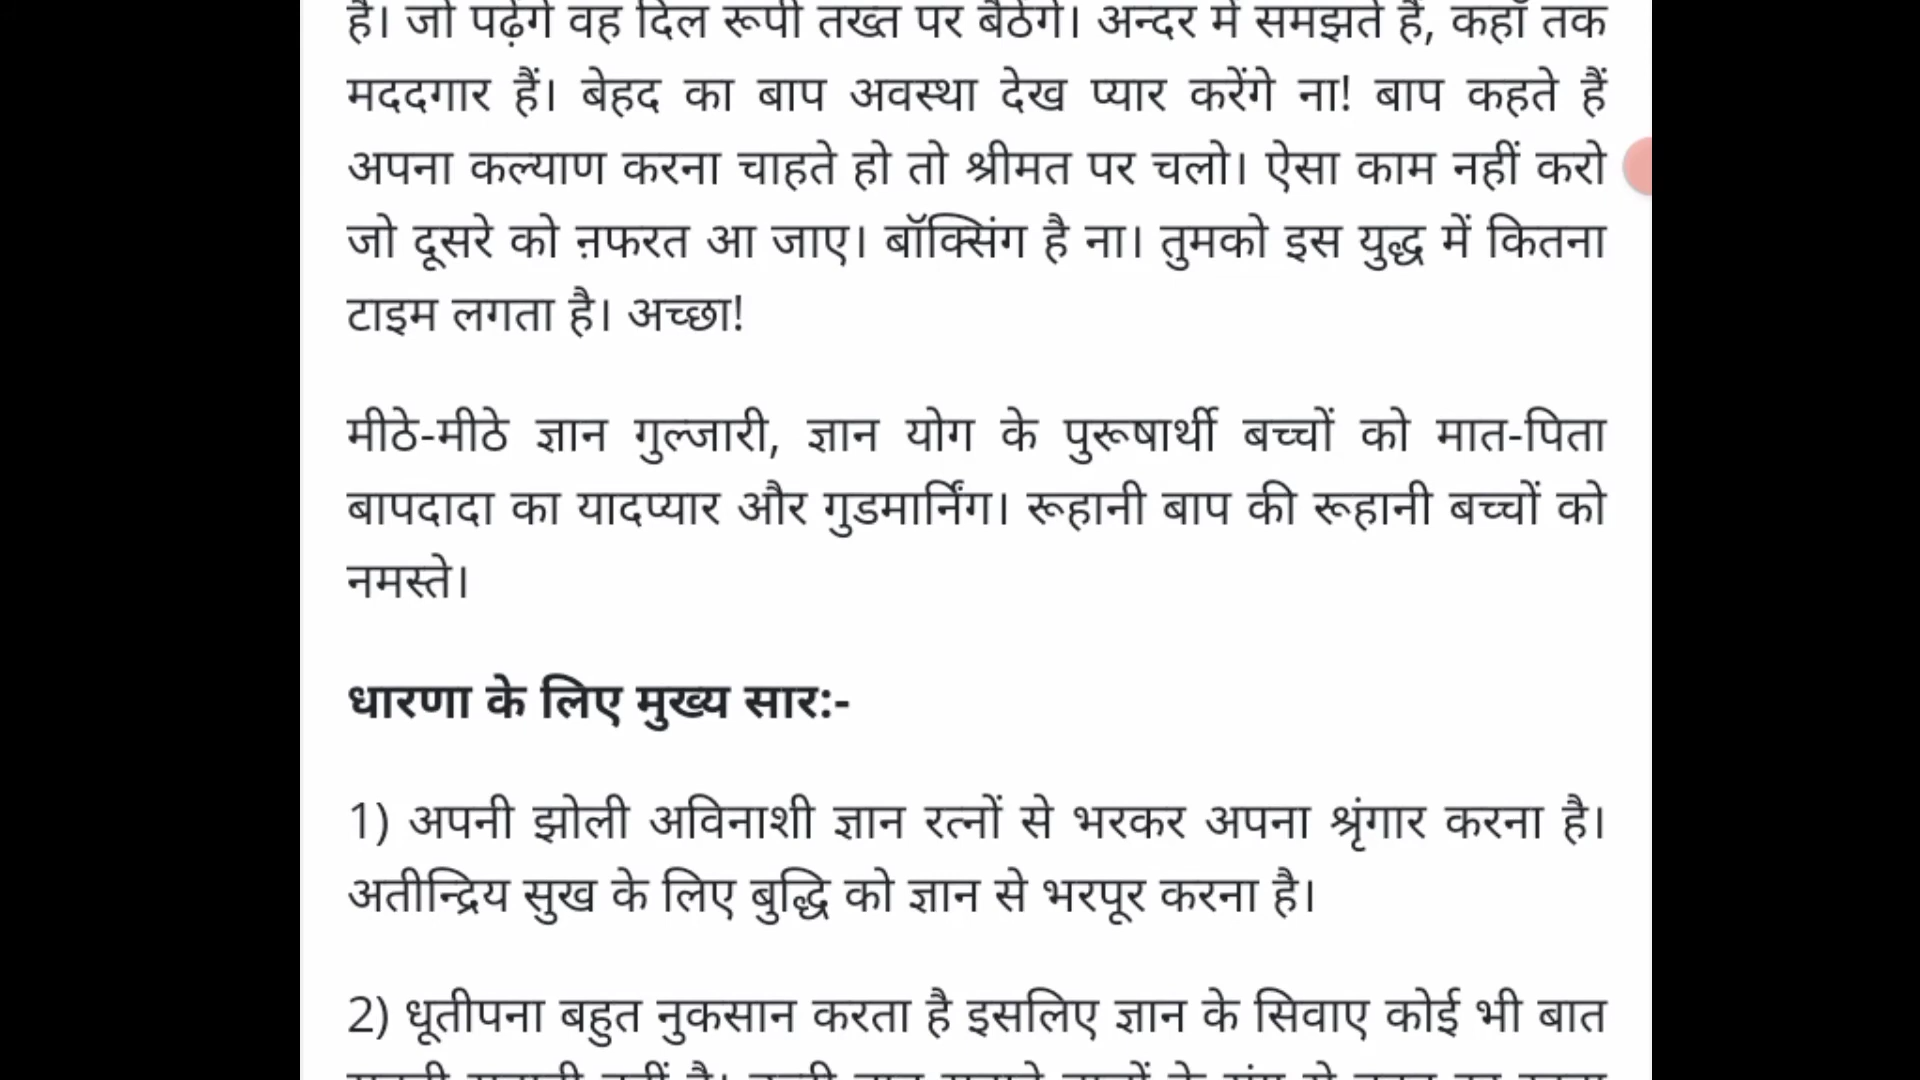 है। जो पढ़ेंगे वह दिल रूपी तख्त पर बैठेंगे। अन्दर में समझते हैं, कहाँ तक
मददगार हैं। बेहद का बाप अवस्था देख प्यार करेंगे ना! बाप कहते हैं
अपना कल्याण करना चाहते हो तो श्रीमत पर चलो। ऐसा काम नहीं करो
जो दूसरे को ऩफरत आ जाए। बॉक्सिंग है ना। तुमको इस युद्ध में कितना
टाइम लगता है। अच्छा!
मीठे-मीठे ज्ञान गुल्जारी, ज्ञान योग के पुरूषार्थी बच्चों को मात-पिता
बापदादा का यादप्यार और गुडमार्निंग। रूहानी बाप की रूहानी बच्चों को
नमस्ते।
धारणा के लिए मुख्य सार:-
1) अपनी झोली अविनाशी ज्ञान रत्नों से भरकर अपना श्रृंगार करना है।
अतीन्द्रिय सुख के लिए बुद्धि को ज्ञान से भरपूर करना है।
2) धूतीपना बहुत नुकसान करता है इसलिए ज्ञान के सिवाए कोई भी बात